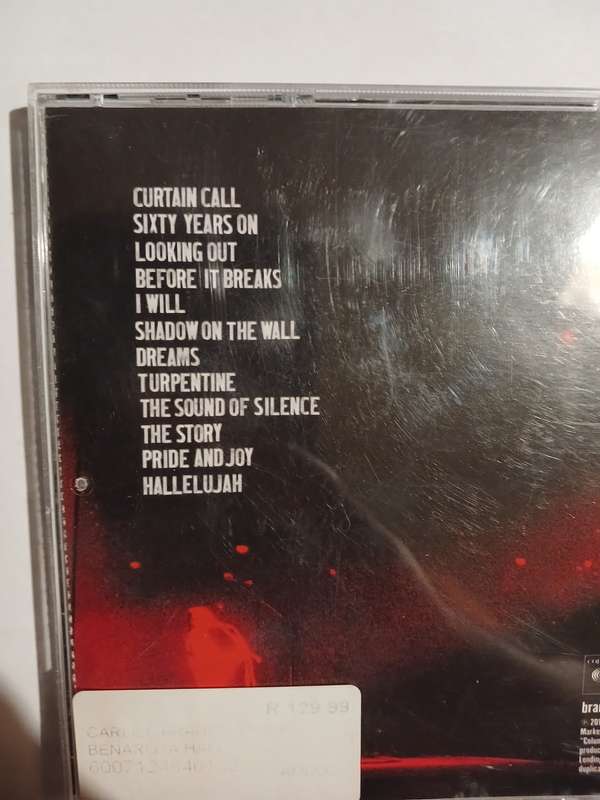 CURTAIN CALL
SIXTY YEARS ON
LOOKING OUT
BEFORE IT BREAKS
I WILL
SHADOW ON THE WALL
DREAMS
TURPENTINE
THE SOUND OF SILENCE
THE STORY
PRIDE AND JOY
HALLELUJAH
R 129.99